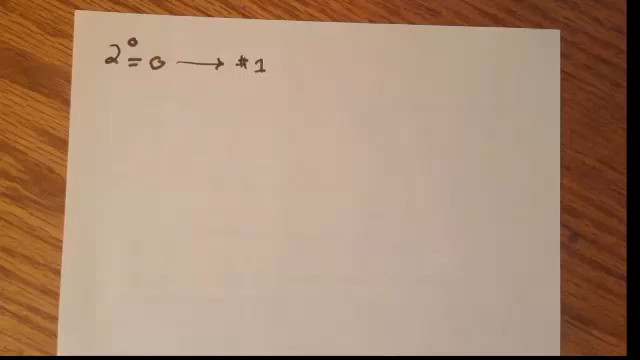 2⁰ = 0 ⟶ #1